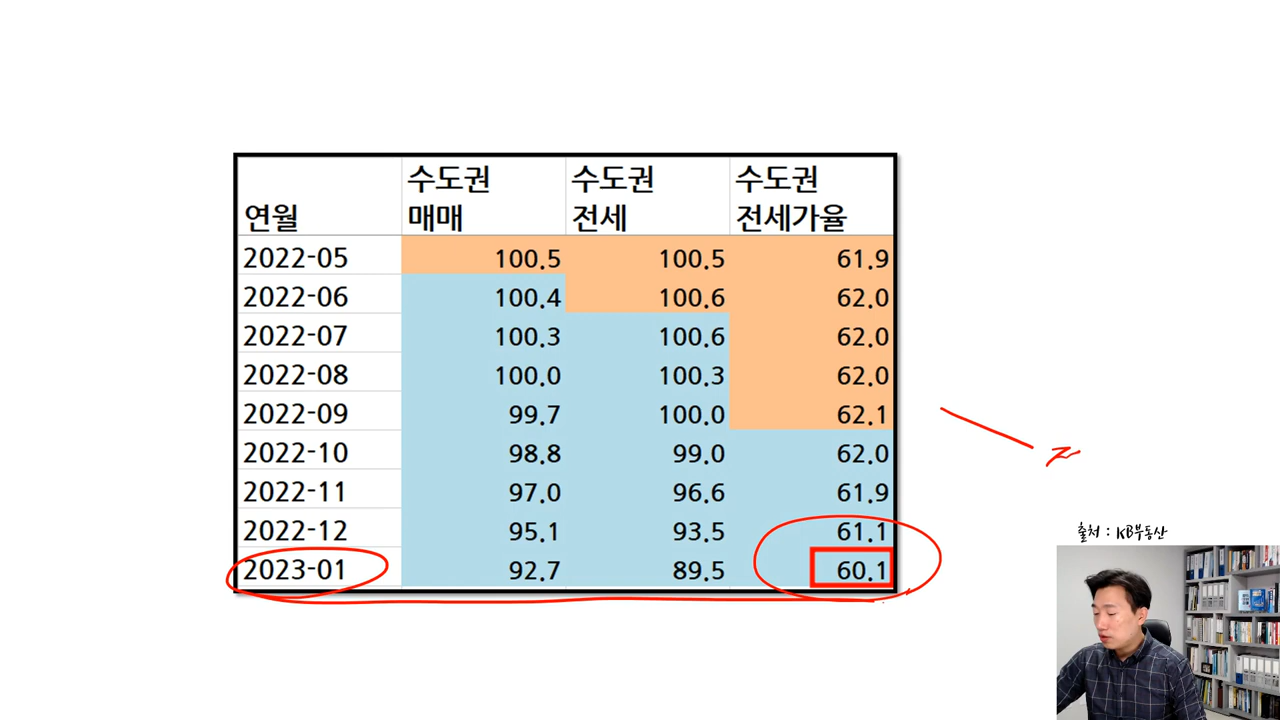 연월 수도권 매매 수도권 전세 수도권 전세가율
2022-05 100.5 100.5 61.9
2022-06 100.4 100.6 62.0
2022-07 100.3 100.6 62.0
2022-08 100.0 100.3 62.0
2022-09 99.7 100.0 62.1
2022-10 98.8 99.0 62.0
2022-11 97.0 96.6 61.9
2022-12 95.1 93.5 61.1
2023-01 92.7 89.5 60.1
출처 : KB부동산